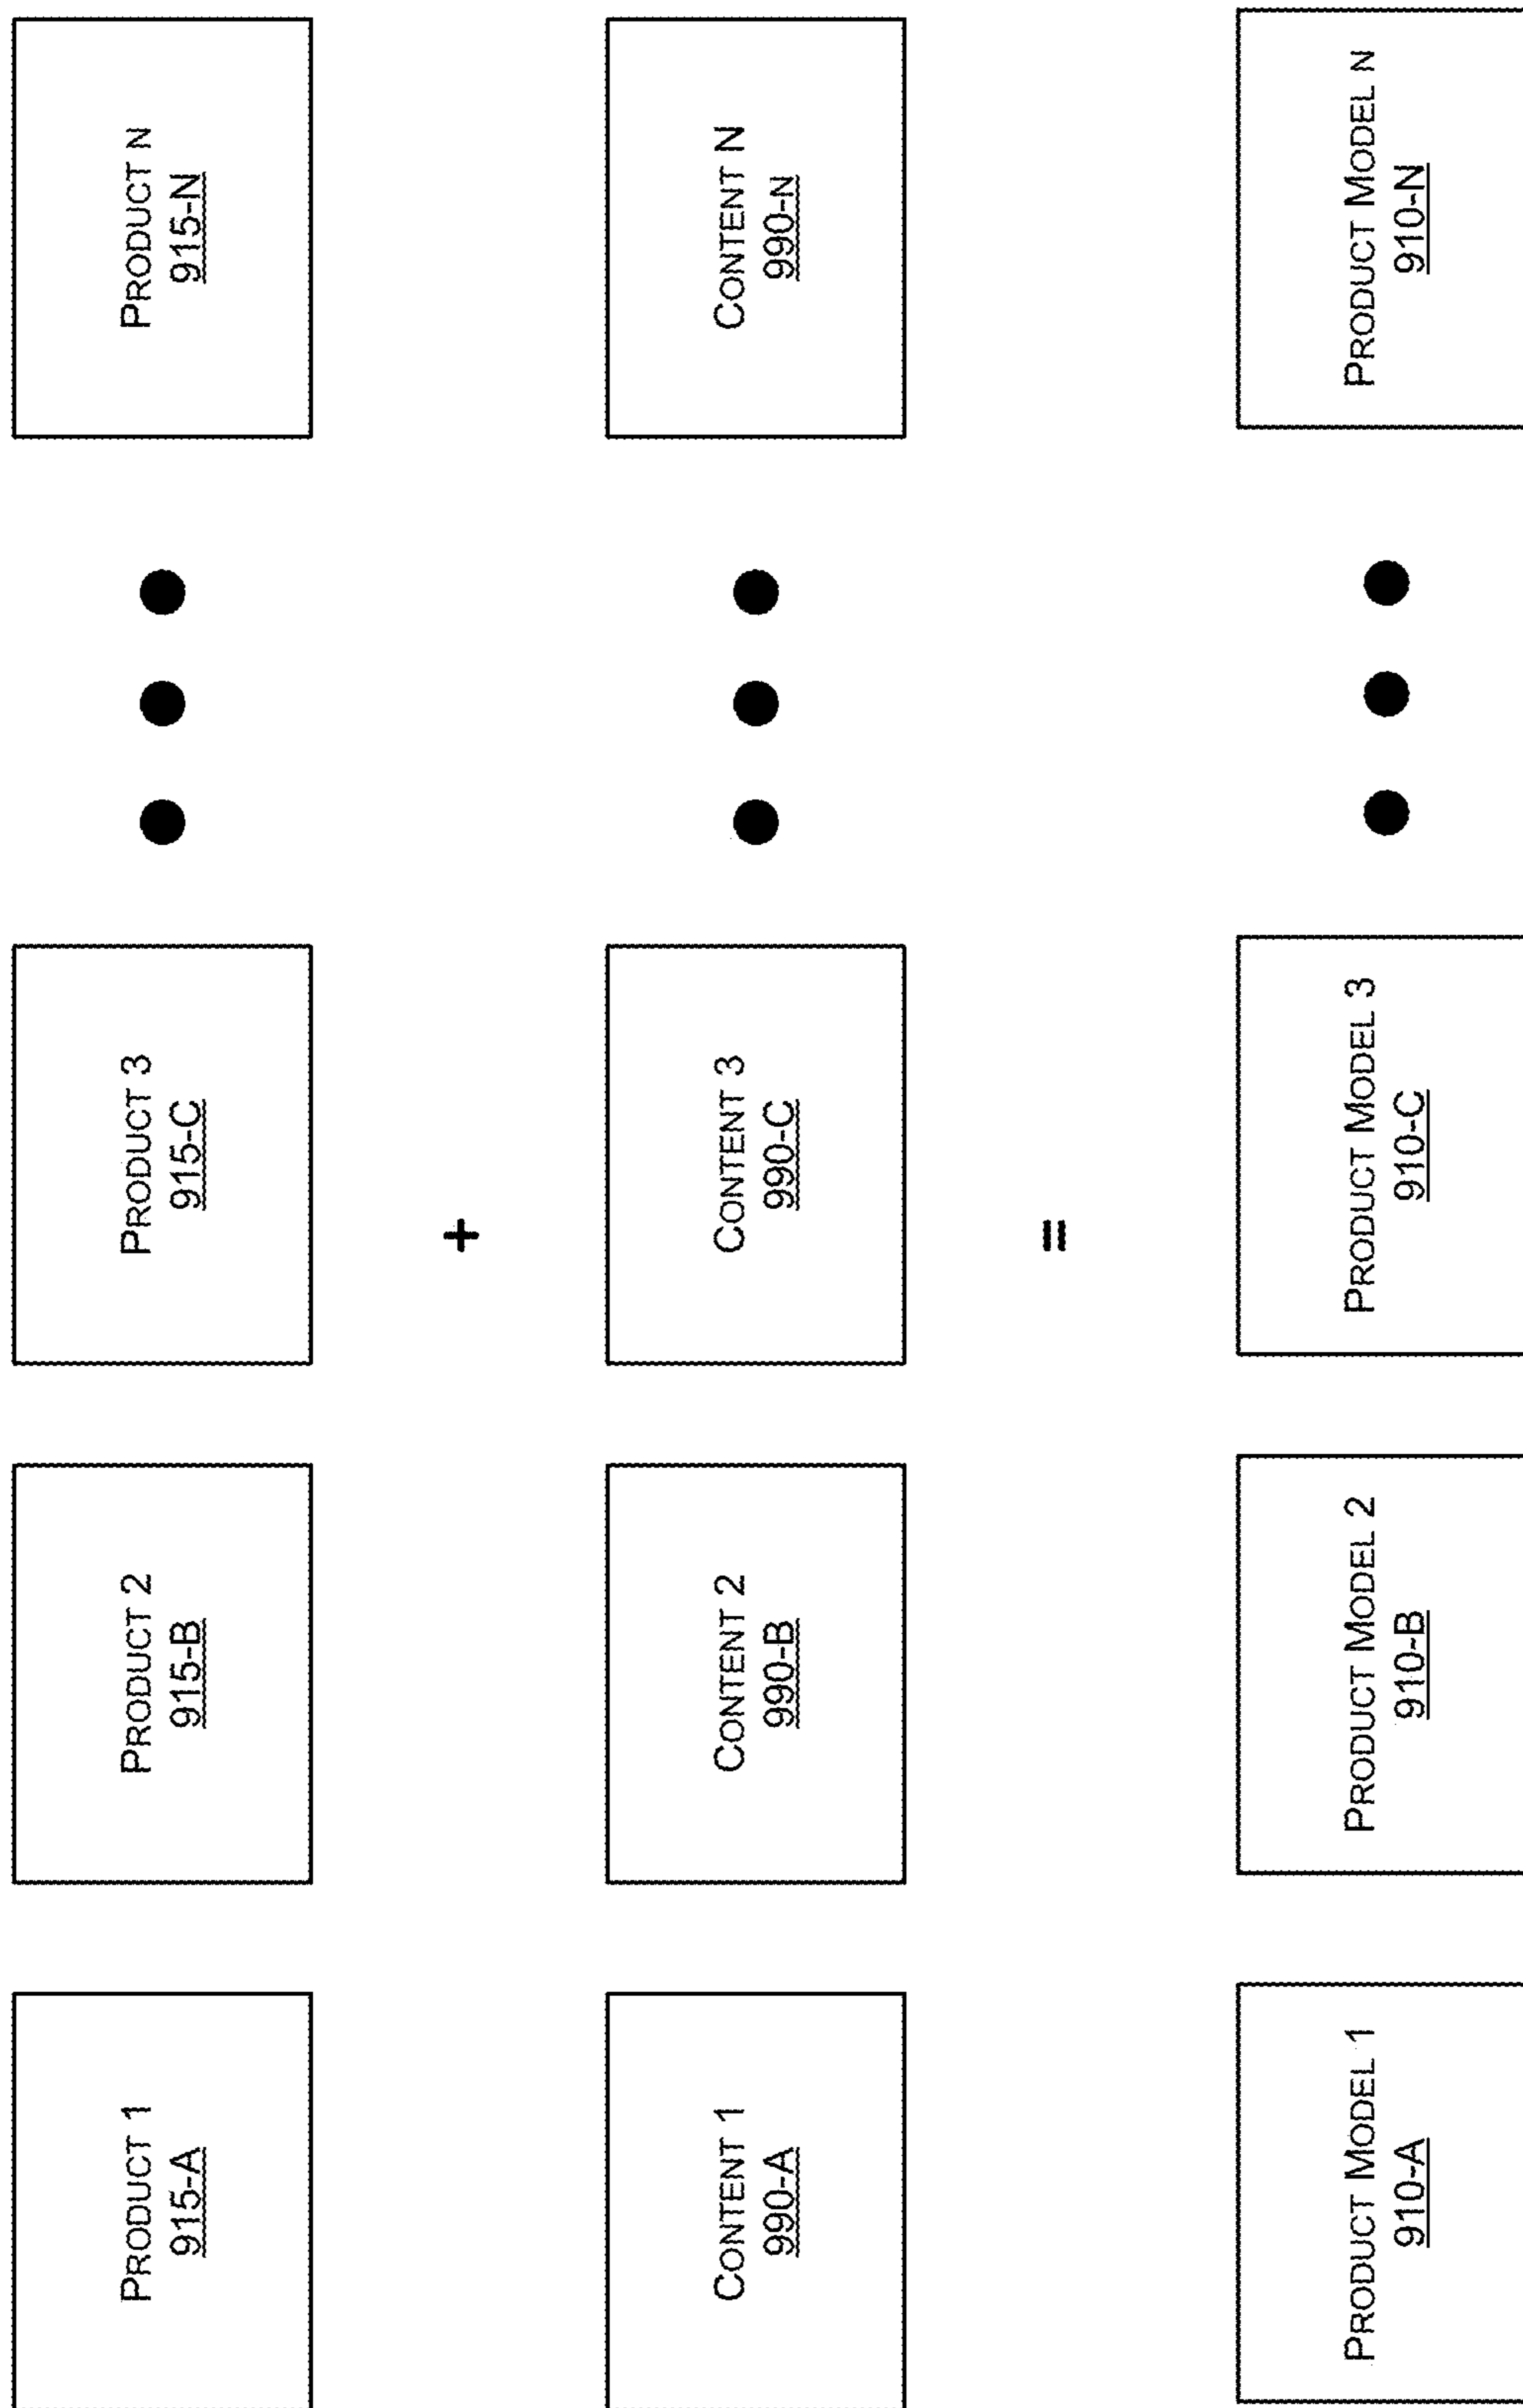 PRODUCT 1
915-A
PRODUCT 2
915-B
PRODUCT 3
915-C
PRODUCT N
915-N
+
CONTENT 1
990-A
CONTENT 2
990-B
CONTENT 3
990-C
CONTENT N
990-N
=
PRODUCT MODEL 1
910-A
PRODUCT MODEL 2
910-B
PRODUCT MODEL 3
910-C
PRODUCT MODEL N
910-N